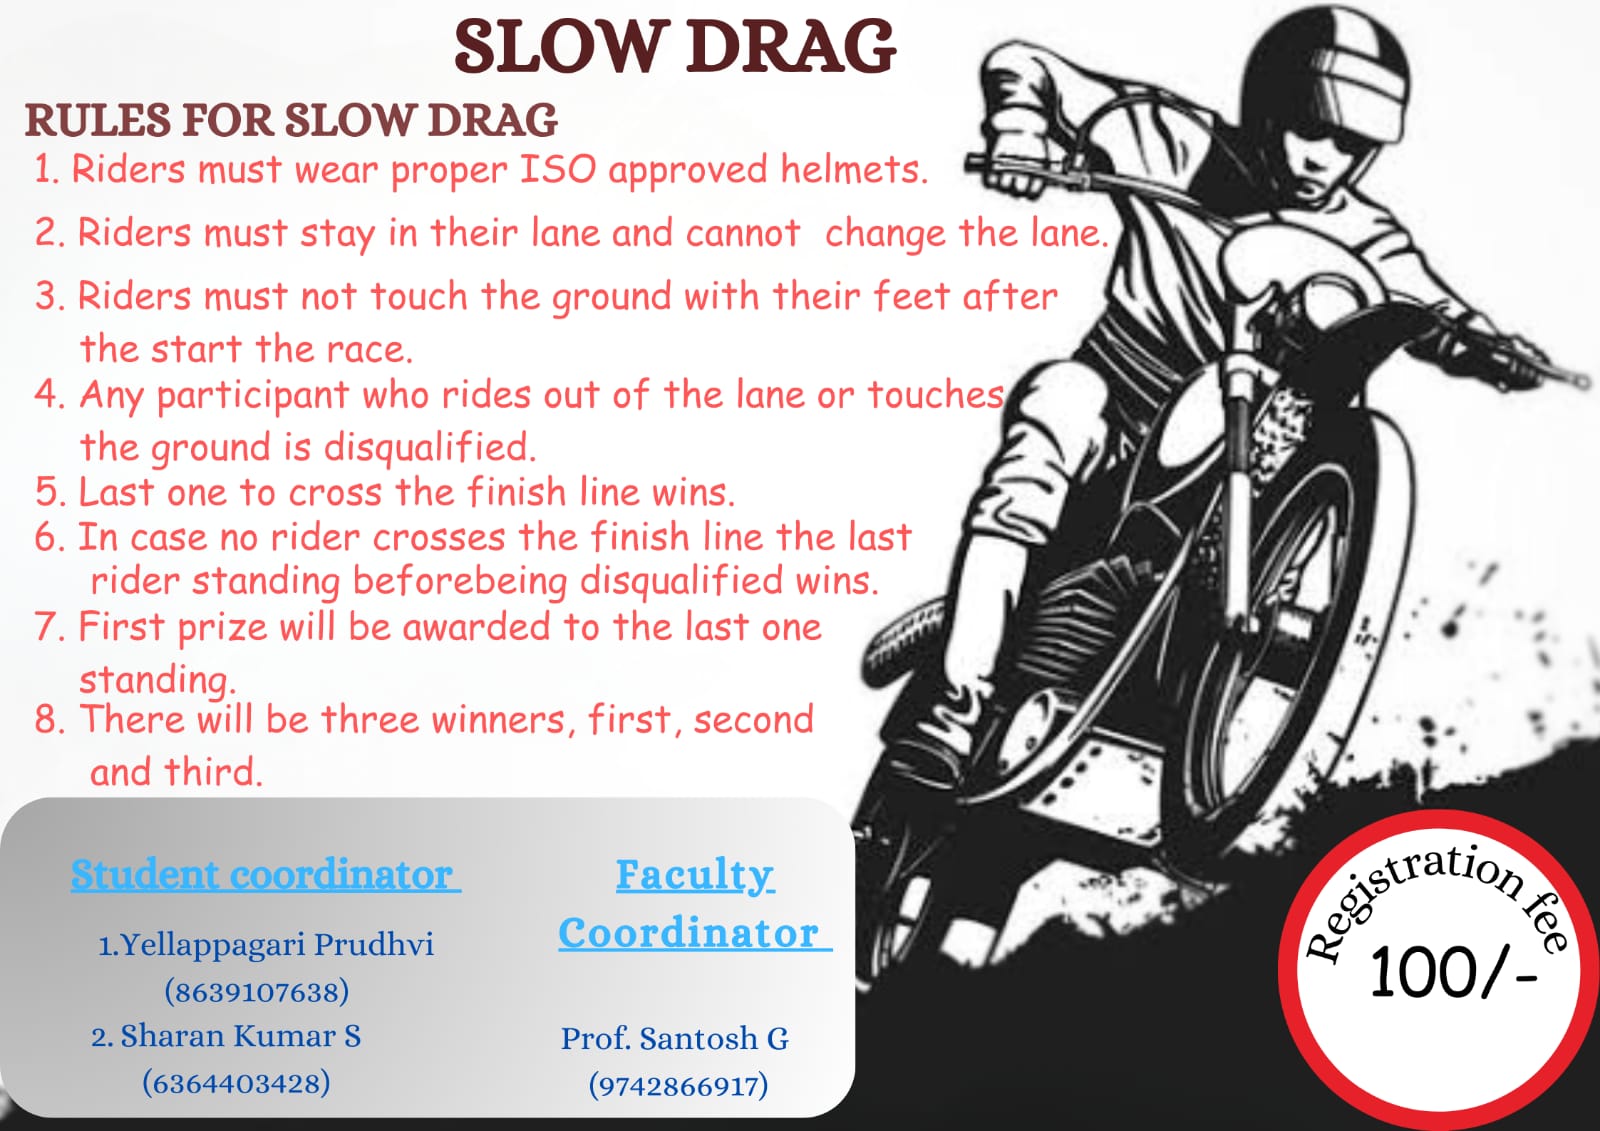 SLOW DRAG
RULES FOR SLOW DRAG
1. Riders must wear proper ISO approved helmets.
2. Riders must stay in their lane and cannot  change the lane.
3. Riders must not touch the ground with their feet after
the start the race.
4. Any participant who rides out of the lane or touches
the ground is disqualified.
5. Last one to cross the finish line wins.
6. In case no rider crosses the finish line the last
rider standing beforebeing disqualified wins.
7. First prize will be awarded to the last one
standing.
8. There will be three winners, first, second
and third.
Student coordinator
1.Yellappagari Prudhvi
(8639107638)
2. Sharan Kumar S
(6364403428)
Faculty
Coordinator
Prof. Santosh G
(9742866917)
Registration fee
100/-